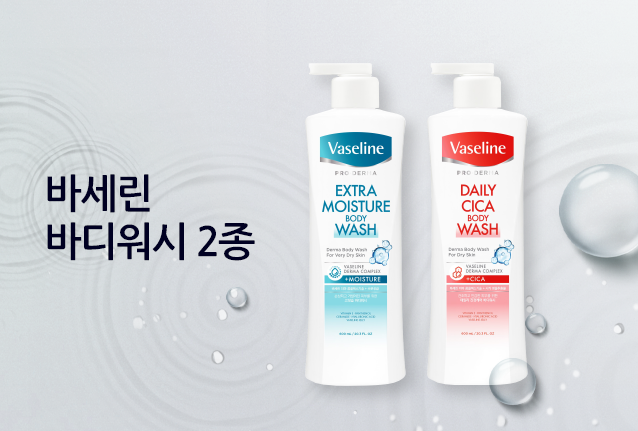 바세린
바디워시 2종
Vaseline
PRO DERMA
EXTRA
MOISTURE
BODY
WASH
Derma Body Wash
For Very Dry Skin
VASELINE
DERMA COMPLEX
+MOISTURE
Vaseline
PRO DERMA
DAILY
CICA
BODY
WASH
Derma Body Wash
For Dry Skin
VASELINE
DERMA COMPLEX
+CICA